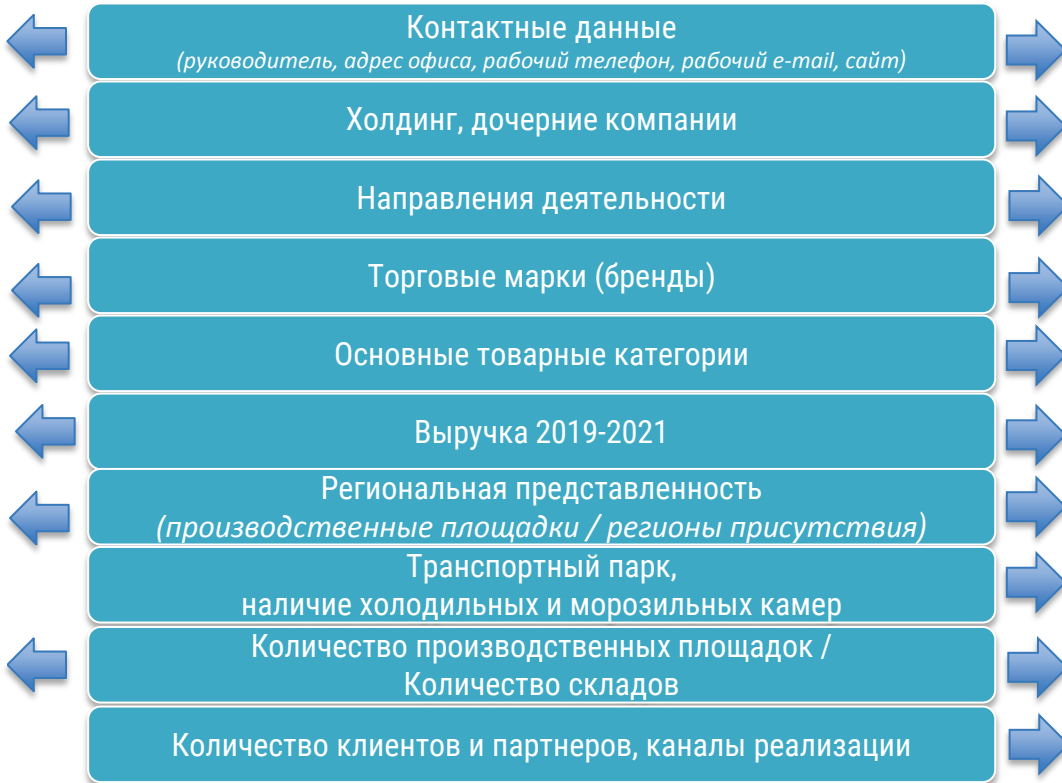 Контактные данные
(руководитель, адрес офиса, рабочий телефон, рабочий e-mail, сайт)
Холдинг, дочерние компании
Направления деятельности
Торговые марки (бренды)
Основные товарные категории
Выручка 2019-2021
Региональная представленность
(производственные площадки / регионы присутствия)
Транспортный парк,
наличие холодильных и морозильных камер
Количество производственных площадок /
Количество складов
Количество клиентов и партнеров, каналы реализации